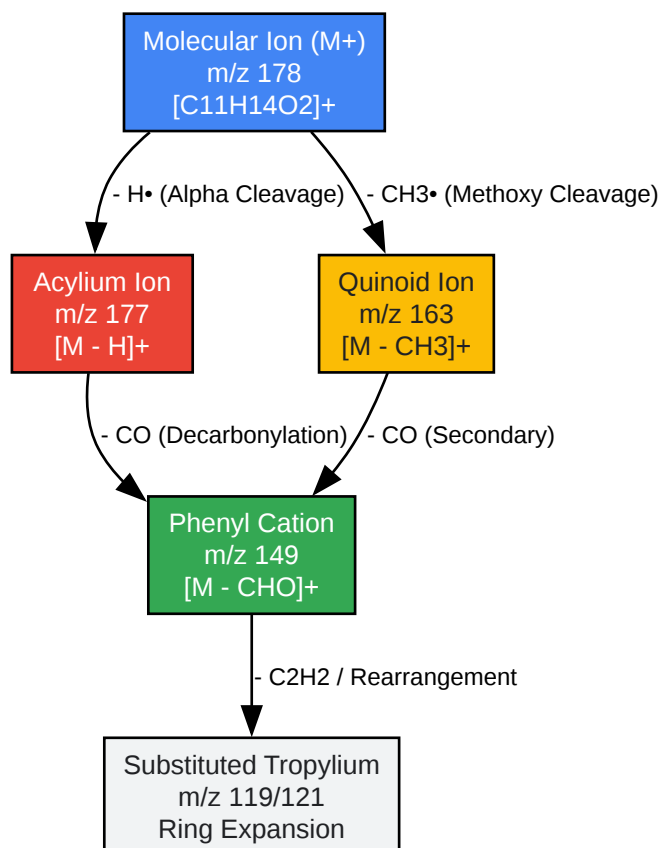 Molecular Ion (M+)
m/z 178
[C11H14O2]+
- H• (Alpha Cleavage)
- CH3• (Methoxy Cleavage)
Acylium Ion
m/z 177
[M - H]+
Quinoid Ion
m/z 163
[M - CH3]+
- CO (Decarbonylation)
- CO (Secondary)
Phenyl Cation
m/z 149
[M - CHO]+
- C2H2 / Rearrangement
Substituted Tropylium
m/z 119/121
Ring Expansion